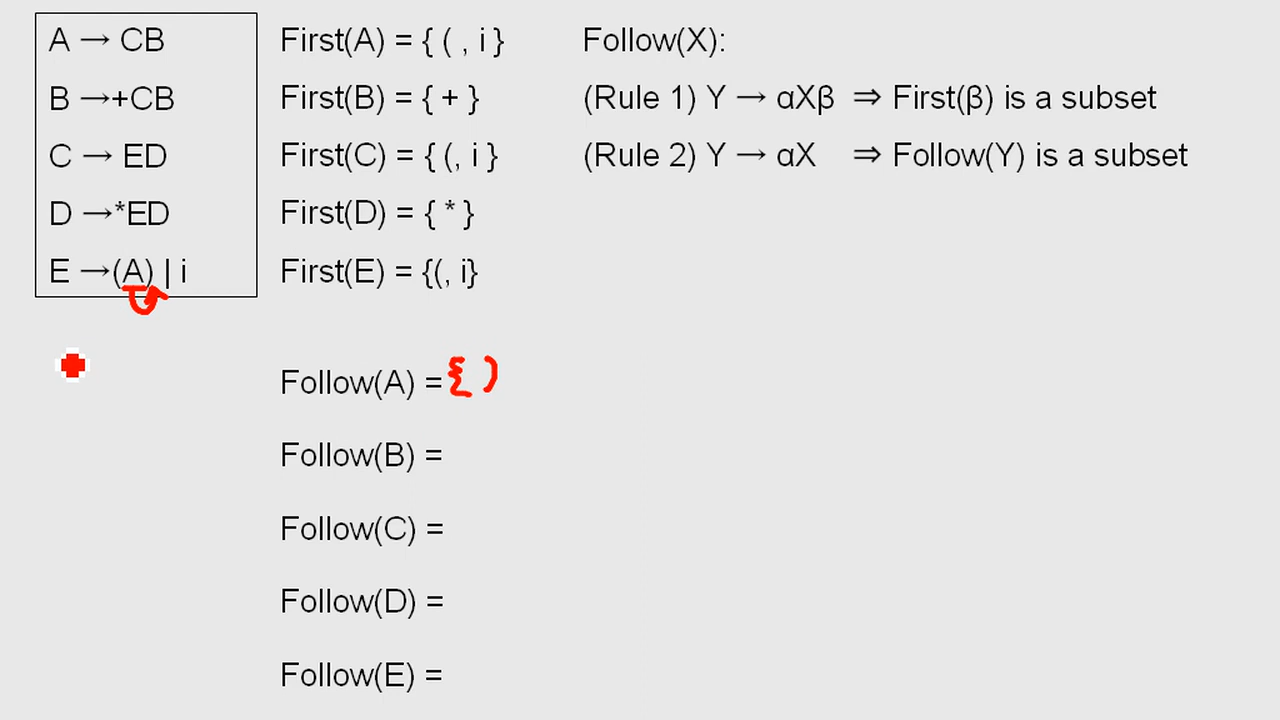 A → CB First(A) = { ( , i } Follow(X):
B →+CB First(B) = { + } (Rule 1) Y → αXβ ⇒ First(β) is a subset
C → ED First(C) = { (, i } (Rule 2) Y → αX ⇒ Follow(Y) is a subset
D →*ED First(D) = { * }
E →(A) | i First(E) = {(, i}
Follow(A) = { )
Follow(B) =
Follow(C) =
Follow(D) =
Follow(E) =